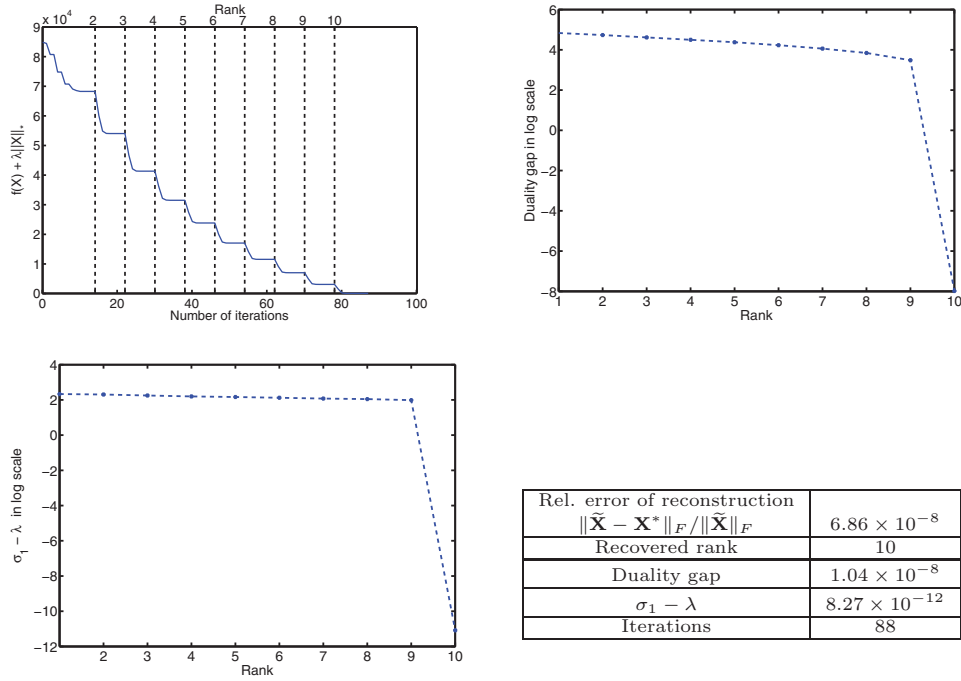 Rank
x 10^4 2 3 4 5 6 7 8 9 10
9
8
7
6
5
4
3
2
1
0
f(X) + λ||X||_*
0 20 40 60 80 100
Number of iterations
6
4
2
0
−2
−4
−6
−8
Duality gap in log scale
1 2 3 4 5 6 7 8 9 10
Rank
4
2
0
−2
−4
−6
−8
−10
−12
σ_1 − λ in log scale
2 3 4 5 6 7 8 9 10
Rank
Rel. error of reconstruction
‖X̃ − X*‖_F/‖X̃‖_F 6.86 × 10^−8
Recovered rank 10
Duality gap 1.04 × 10^−8
σ_1 − λ 8.27 × 10^−12
Iterations 88